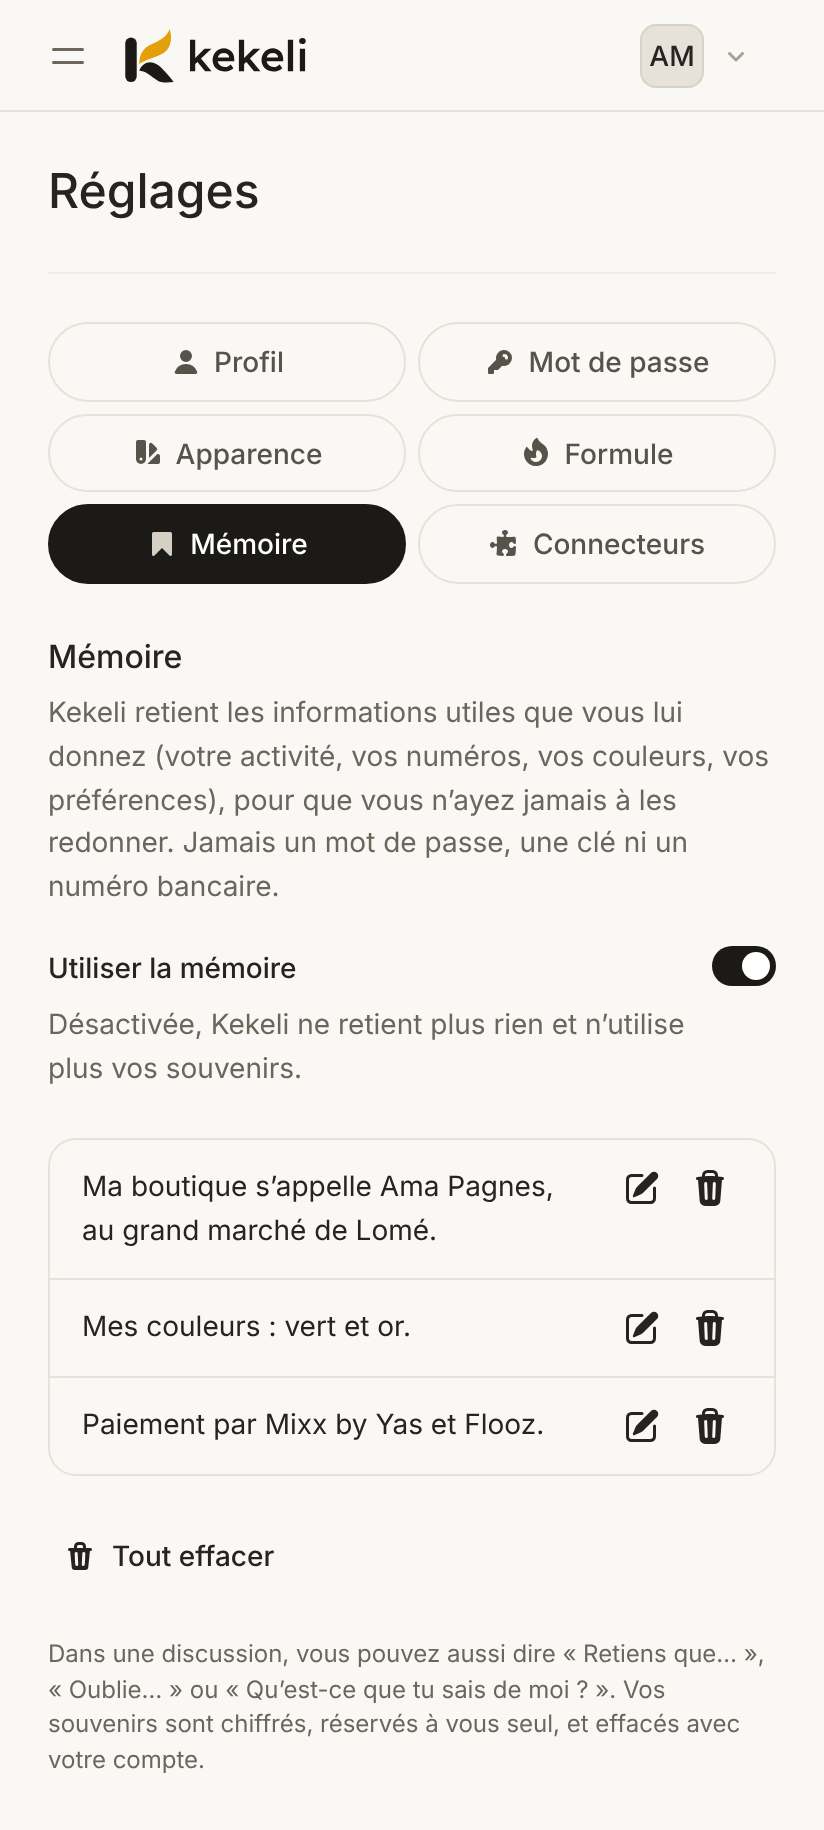 kekeli
AM
Réglages
Profil
Mot de passe
Apparence
Formule
Mémoire
Connecteurs
Mémoire
Kekeli retient les informations utiles que vous lui
donnez (votre activité, vos numéros, vos couleurs, vos
préférences), pour que vous n’ayez jamais à les
redonner. Jamais un mot de passe, une clé ni un
numéro bancaire.
Utiliser la mémoire
Désactivée, Kekeli ne retient plus rien et n’utilise
plus vos souvenirs.
Ma boutique s’appelle Ama Pagnes,
au grand marché de Lomé.
Mes couleurs : vert et or.
Paiement par Mixx by Yas et Flooz.
Tout effacer
Dans une discussion, vous pouvez aussi dire « Retiens que… »,
« Oublie… » ou « Qu’est-ce que tu sais de moi ? ». Vos
souvenirs sont chiffrés, réservés à vous seul, et effacés avec
votre compte.